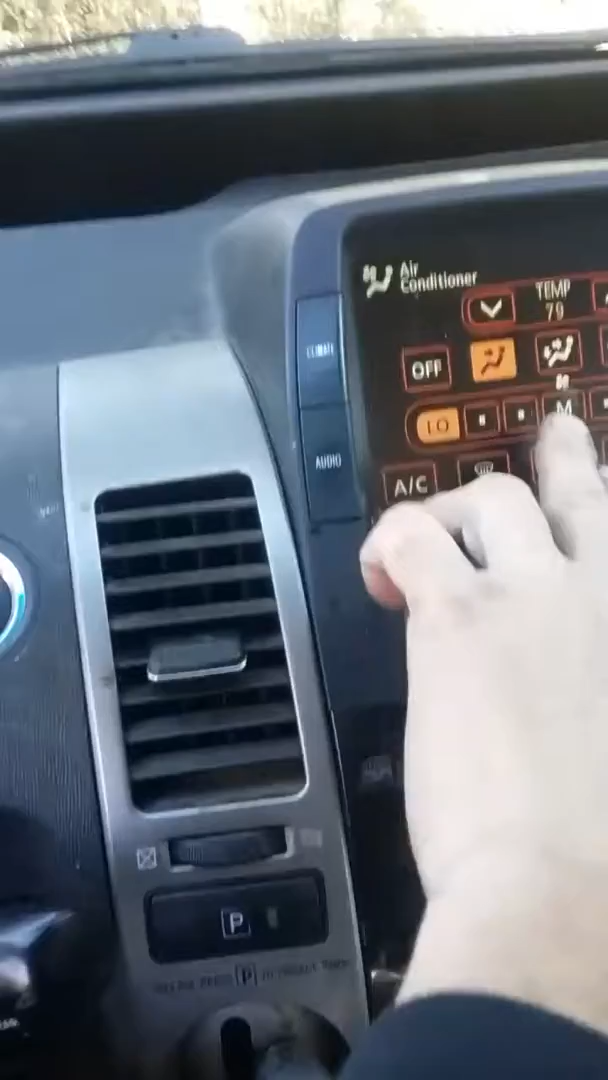 Air
Conditioner
TEMP
79
CLIMATE
OFF
LO
M
AUDIO
A/C
P